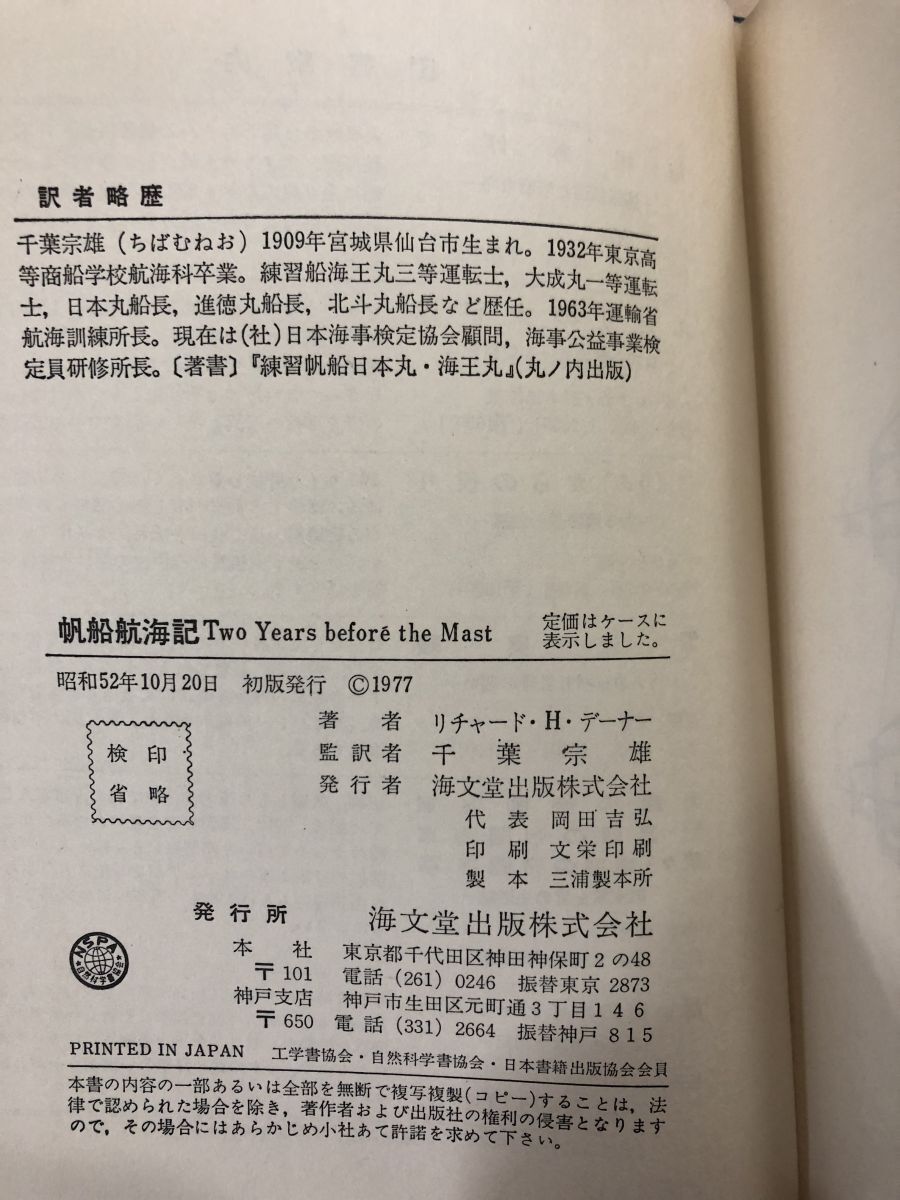 訳者略歴
千葉宗雄(ちばむねお) 1909年宮城県仙台市生まれ。1932年東京高
等商船学校航海科卒業。練習船海王丸三等運転士，大成丸一等運転
士，日本丸船長，進徳丸船長，北斗丸船長など歴任。1963年運輸省
航海訓練所長。現在は(社)日本海事検定協会顧問，海事公益事業検
定員研修所長。〔著書〕『練習帆船日本丸・海王丸』(丸ノ内出版)
帆船航海記 Two Years before the Mast
定価はケースに
表示しました。
昭和52年10月20日 初版発行 ©1977
検印
省略
著者 リチャード・H・デーナー
監訳者 千葉宗雄
発行者 海文堂出版株式会社
代表 岡田吉弘
印刷 文栄印刷
製本 三浦製本所
発行所 海文堂出版株式会社
本社 東京都千代田区神田神保町2の48
〒101 電話(261)0246 振替東京2873
神戸支店 神戸市生田区元町通3丁目146
〒650 電話(331)2664 振替神戸815
NSPA
自然科学書協会
PRINTED IN JAPAN 工学書協会・自然科学書協会・日本書籍出版協会会員
本書の内容の一部あるいは全部を無断で複写複製(コピー)することは，法
律で認められた場合を除き，著作者および出版社の権利の侵害となります
ので，その場合にはあらかじめ小社あて許諾を求めて下さい。